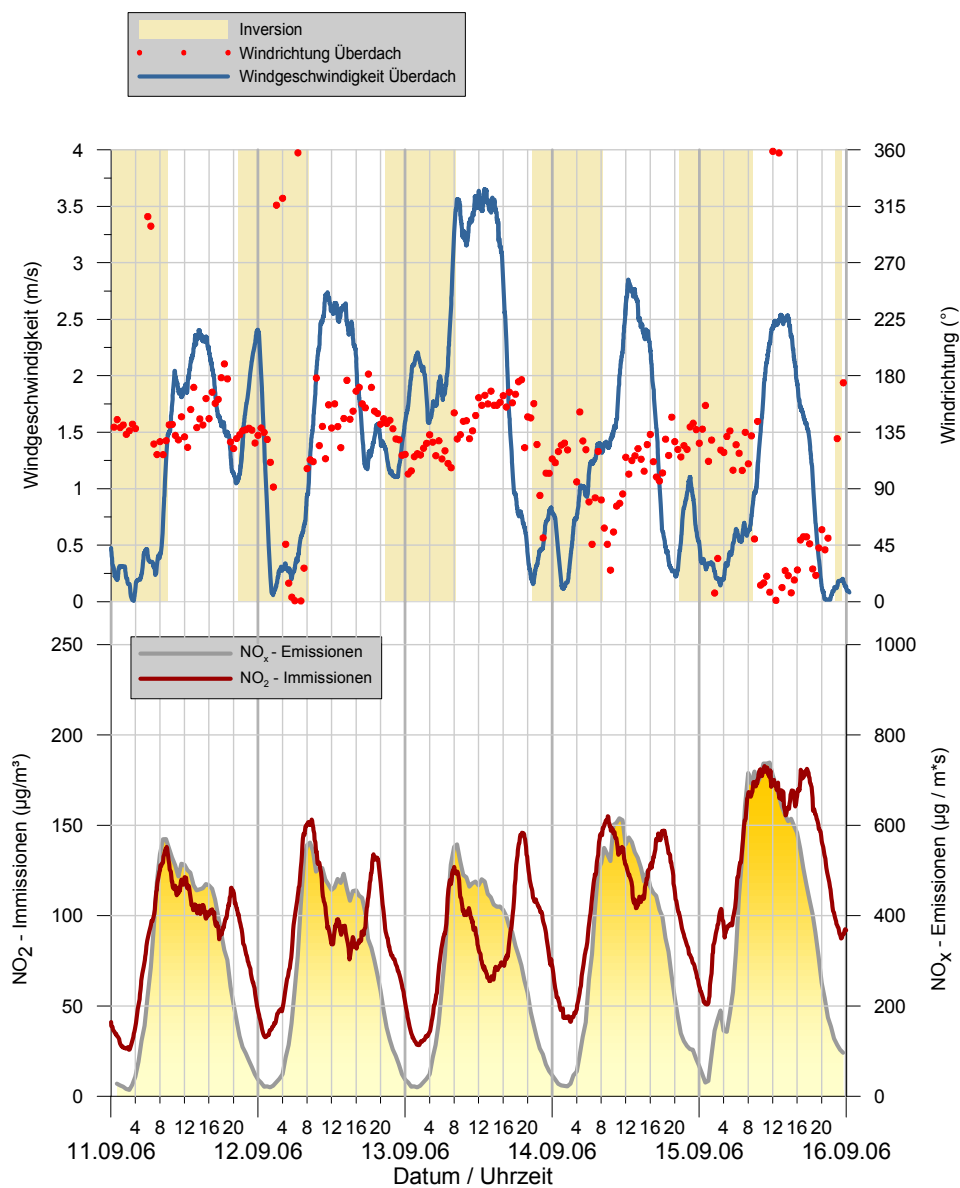 Inversion
Windrichtung Überdach
Windgeschwindigkeit Überdach
4
3.5
3
2.5
2
1.5
1
0.5
0
Windgeschwindigkeit (m/s)
360
315
270
225
180
135
90
45
0
Windrichtung (°)
NOx - Emissionen
NO2 - Immissionen
250
200
150
100
50
0
NO2 - Immissionen (µg/m³)
1000
800
600
400
200
0
NOX - Emissionen (µg / m*s)
4 8 12 16 20 4 8 12 16 20 4 8 12 16 20 4 8 12 16 20 4 8 12 16 20
11.09.06 12.09.06 13.09.06 14.09.06 15.09.06 16.09.06
Datum / Uhrzeit